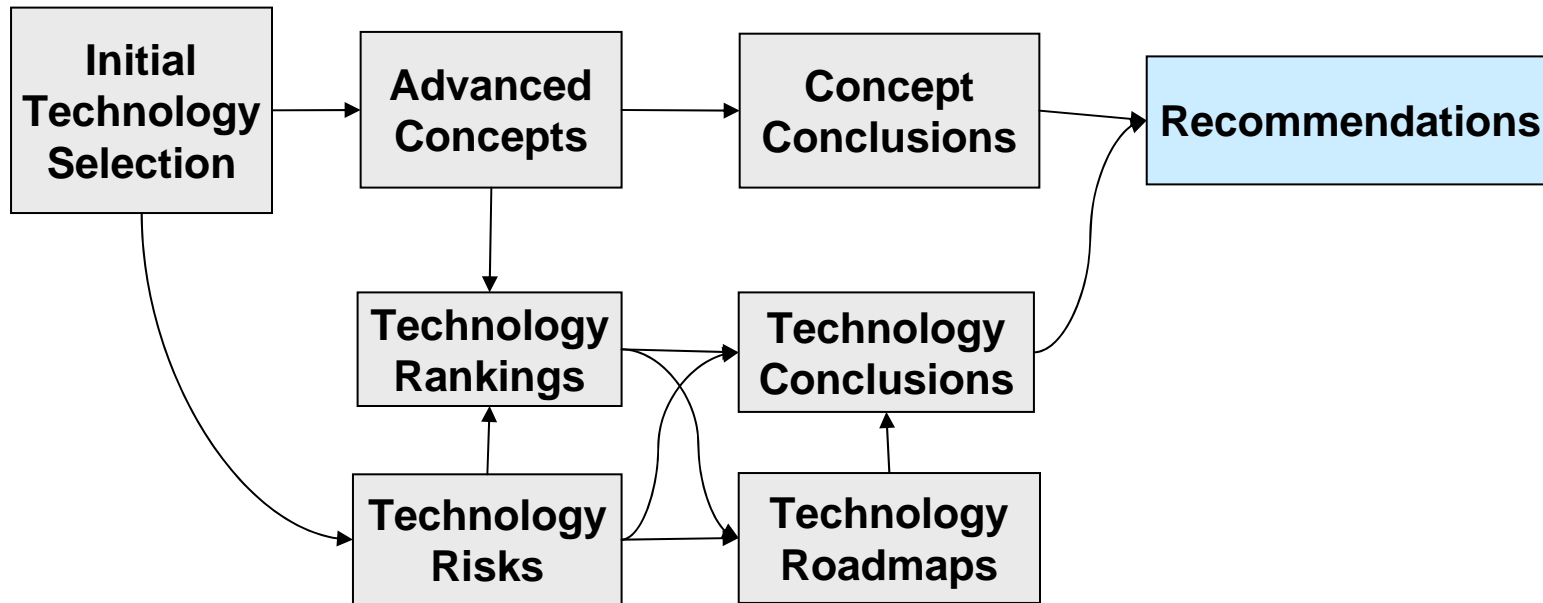 Initial
Technology
Selection
Advanced
Concepts
Concept
Conclusions
Recommendations
Technology
Rankings
Technology
Conclusions
Technology
Risks
Technology
Roadmaps